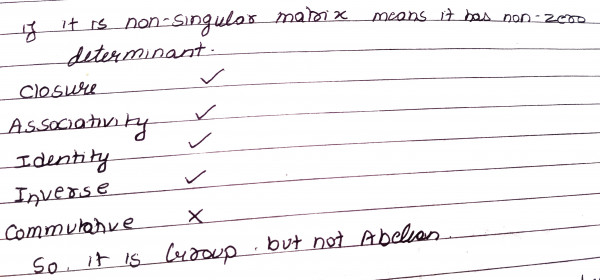 if it is non-singular matrix means it has non-zero
determinant.
Closure ✓
Associativity ✓
Identity ✓
Inverse ✓
Commutative ×
So, it is Group, but not Abelian.